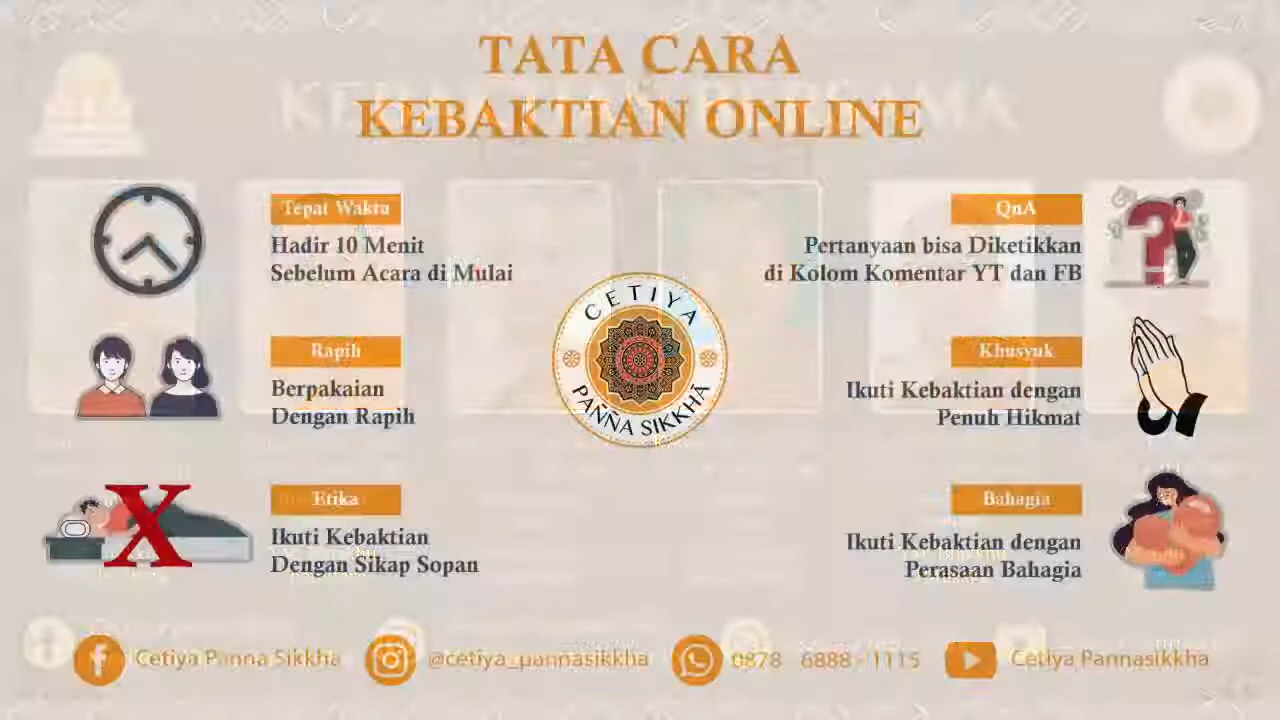 TATA CARA
KEBAKTIAN ONLINE
Tepat Waktu
Hadir 10 Menit
Sebelum Acara di Mulai
Rapih
Berpakaian
Dengan Rapih
X
Etika
Ikuti Kebaktian
Dengan Sikap Sopan
CETIYA
PAÑÑA SIKKHĀ
QnA
Pertanyaan bisa Diketikkan
di Kolom Komentar YT dan FB
?
Khusyuk
Ikuti Kebaktian dengan
Penuh Hikmat
Bahagia
Ikuti Kebaktian dengan
Perasaan Bahagia
Cetiya Panna Sikkha
@cetiya_pannasikkha
0878 6888 - 1115
Cetiya Pannasikkha